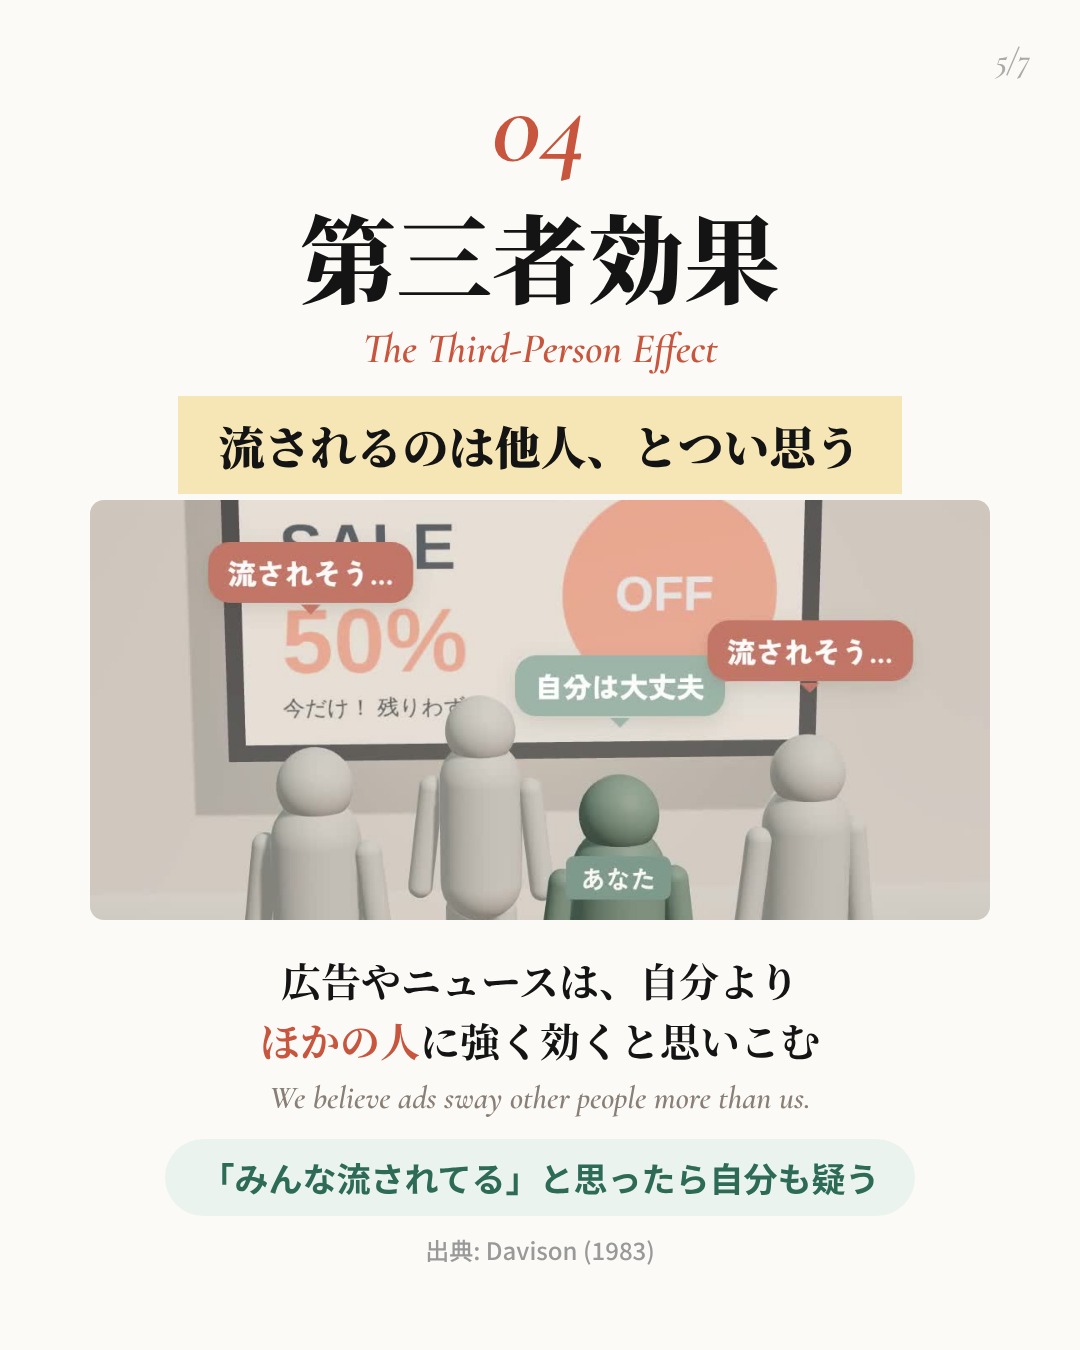 5/7
04
第三者効果
The Third-Person Effect
流されるのは他人、とつい思う
SALE
流されそう...
OFF
50%
流されそう...
自分は大丈夫
今だけ！ 残りわず
あなた
広告やニュースは、自分より
ほかの人に強く効くと思いこむ
We believe ads sway other people more than us.
「みんな流されてる」と思ったら自分も疑う
出典: Davison (1983)